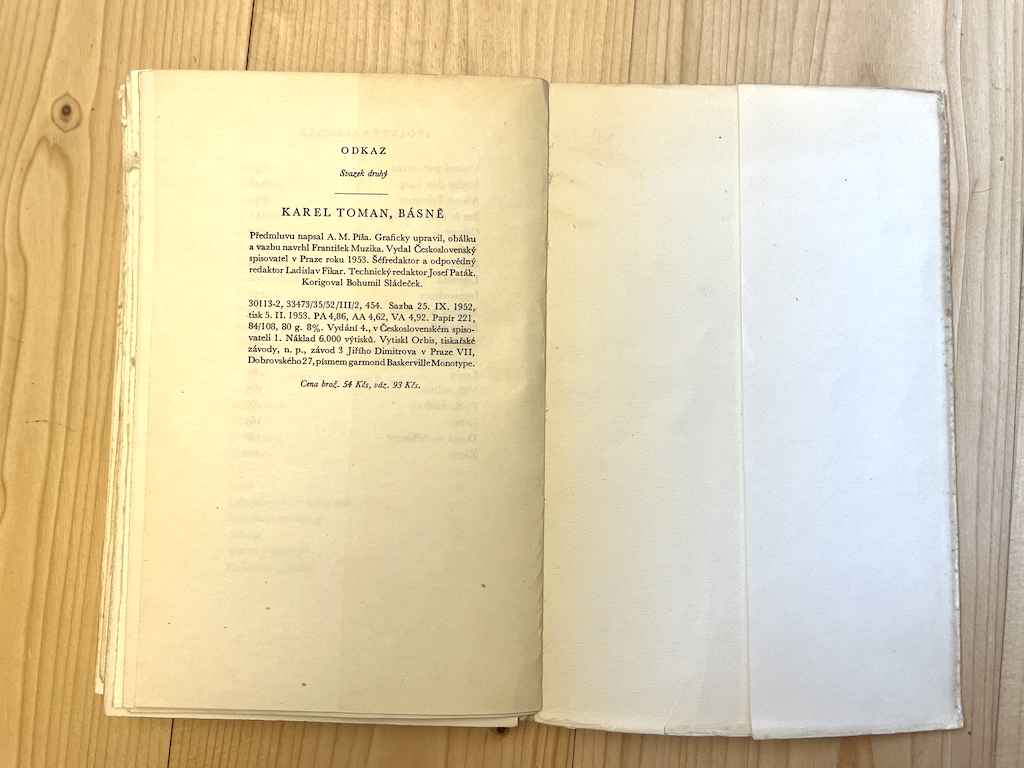 ODKAZ
Svazek druhý
KAREL TOMAN, BÁSNĚ
Předmluvu napsal A. M. Píša. Graficky upravil, obálku
a vazbu navrhl František Muzika. Vydal Československý
spisovatel v Praze roku 1953. Šéfredaktor a odpovědný
redaktor Ladislav Fikar. Technický redaktor Josef Paták.
Korigoval Bohumil Sládeček.
30113-2, 33473/35/52/III/2, 454. Sazba 25. IX. 1952,
tisk 5. II. 1953. PA 4,86, AA 4,62, VA 4,92. Papír 221,
84/108, 80 g. 8%. Vydání 4., v Československém spiso-
vateli 1. Náklad 6.000 výtisků. Vytiskl Orbis, tiskařské
závody, n. p., závod 3 Jiřího Dimitrova v Praze VII,
Dobrovského 27, písmem garmond Baskerville Monotype.
Cena brož. 54 Kčs, váz. 93 Kčs.